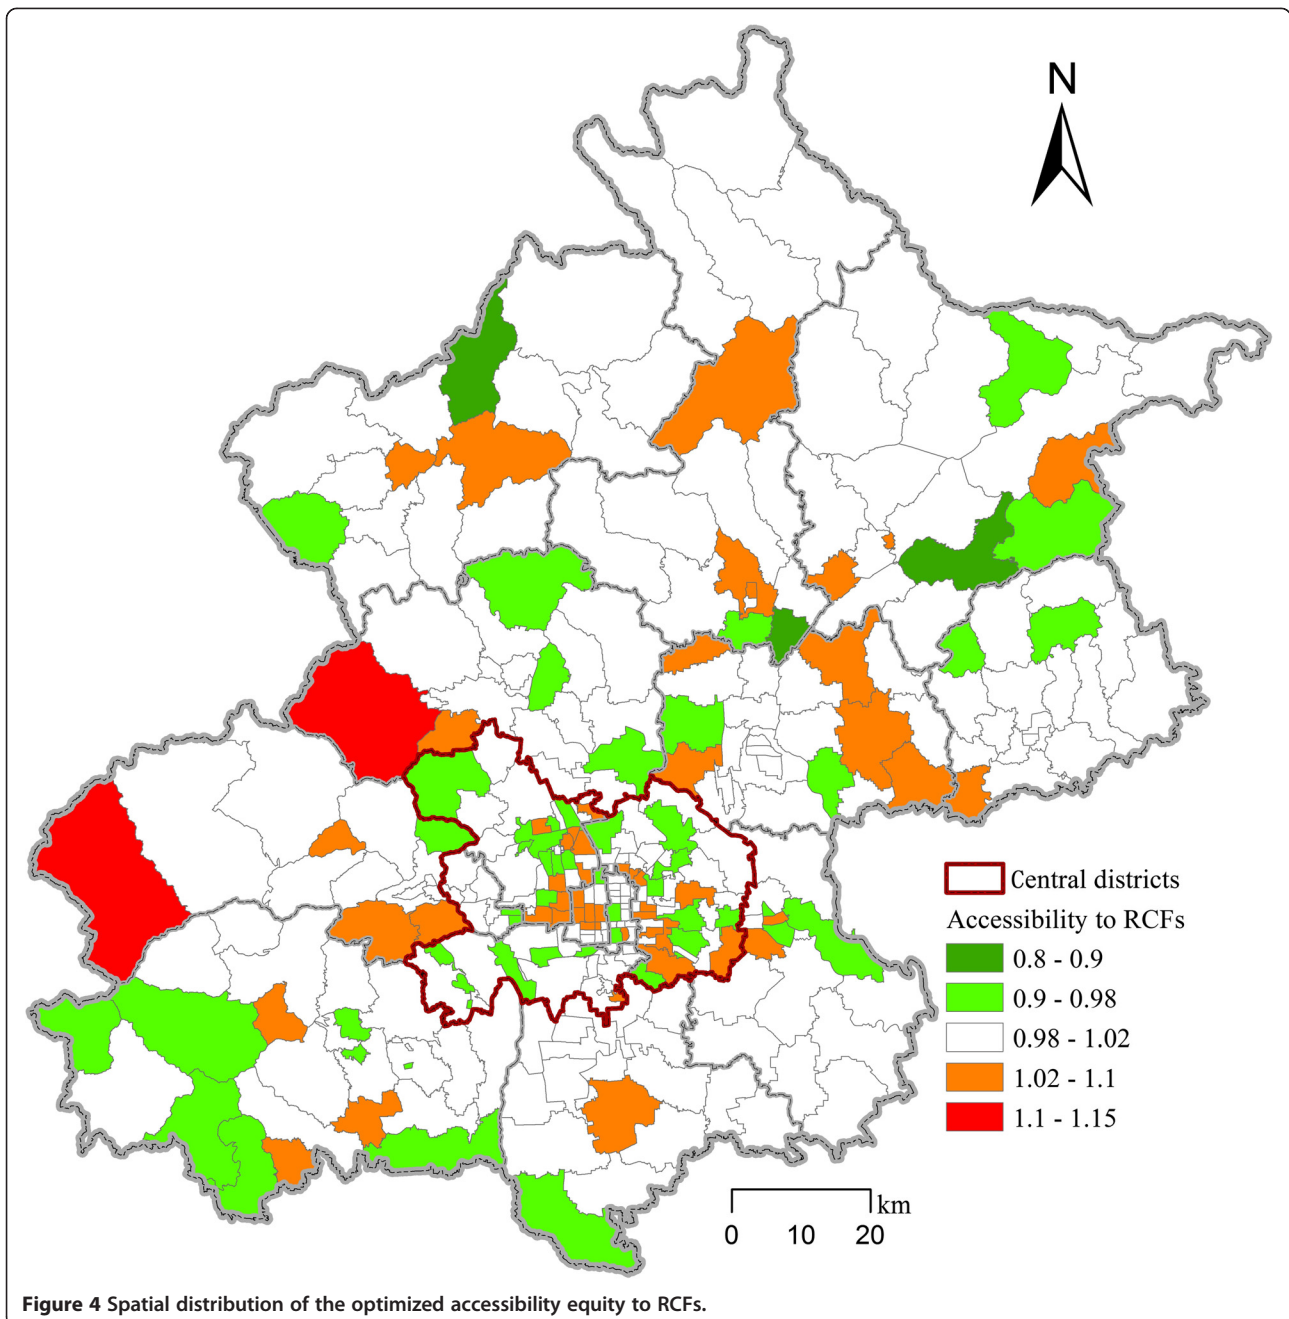 N
Central districts
Accessibility to RCFs
0.8 - 0.9
0.9 - 0.98
0.98 - 1.02
1.02 - 1.1
1.1 - 1.15
km
0 10 20
Figure 4 Spatial distribution of the optimized accessibility equity to RCFs.